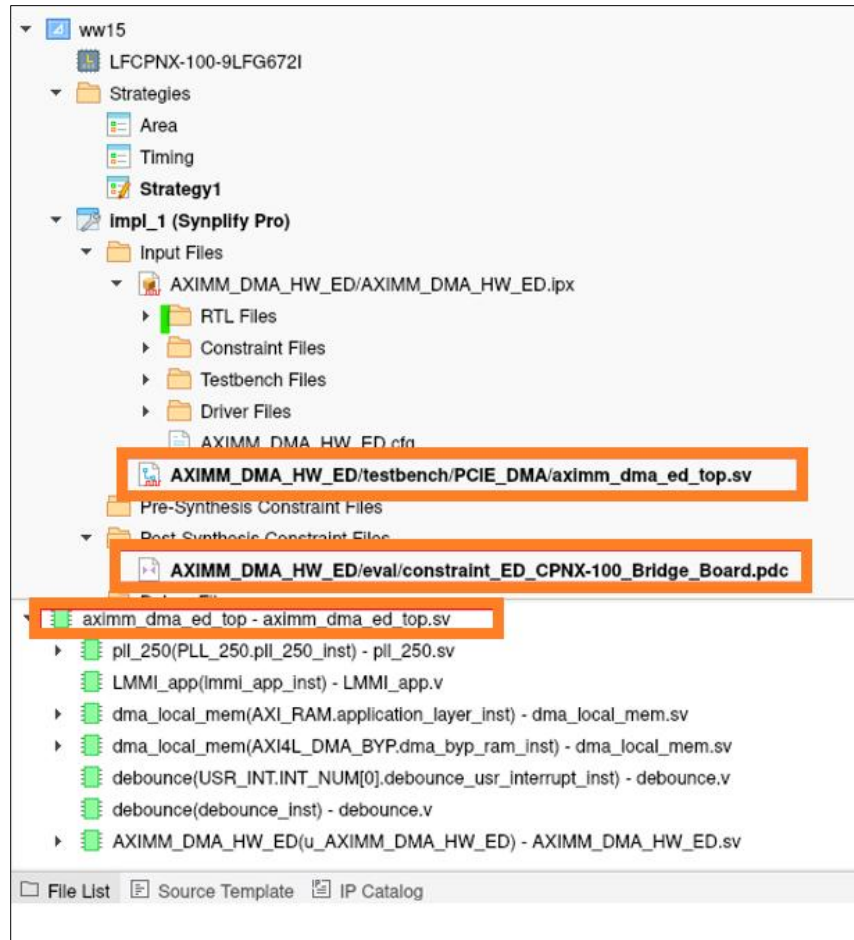 ww15
LFCPNX-100-9LFG672I
Strategies
Area
Timing
Strategy1
impl_1 (Synplify Pro)
Input Files
AXIMM_DMA_HW_ED/AXIMM_DMA_HW_ED.ipx
RTL Files
Constraint Files
Testbench Files
Driver Files
AXIMM_DMA_HW_ED.cfg
AXIMM_DMA_HW_ED/testbench/PCIE_DMA/aximm_dma_ed_top.sv
Pre-Synthesis Constraint Files
Post-Synthesis Constraint Files
AXIMM_DMA_HW_ED/eval/constraint_ED_CPNX-100_Bridge_Board.pdc
aximm_dma_ed_top - aximm_dma_ed_top.sv
pll_250(PLL_250.pll_250_inst) - pll_250.sv
LMMI_app(lmmi_app_inst) - LMMI_app.v
dma_local_mem(AXI_RAM.application_layer_inst) - dma_local_mem.sv
dma_local_mem(AXI4L_DMA_BYP.dma_byp_ram_inst) - dma_local_mem.sv
debounce(USR_INT.INT_NUM[0].debounce_usr_interrupt_inst) - debounce.v
debounce(debounce_inst) - debounce.v
AXIMM_DMA_HW_ED(u_AXIMM_DMA_HW_ED) - AXIMM_DMA_HW_ED.sv
File List Source Template IP Catalog